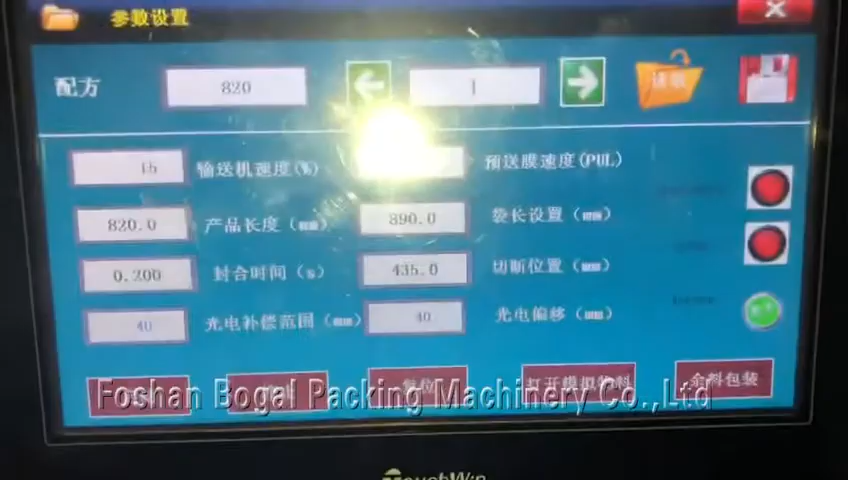 参数设置
配方 820 1 读取
15 输送机速度(%) 预送膜速度(PUL)
820.0 产品长度（mm） 890.0 袋长设置（mm）
0.200 封合时间（s） 435.0 切断位置（mm）
40 光电补偿范围（mm） 40 光电偏移（mm）
复位 打开模拟物料 余料包装
Foshan Bogal Packing Machinery Co.,Ltd
TouchWin